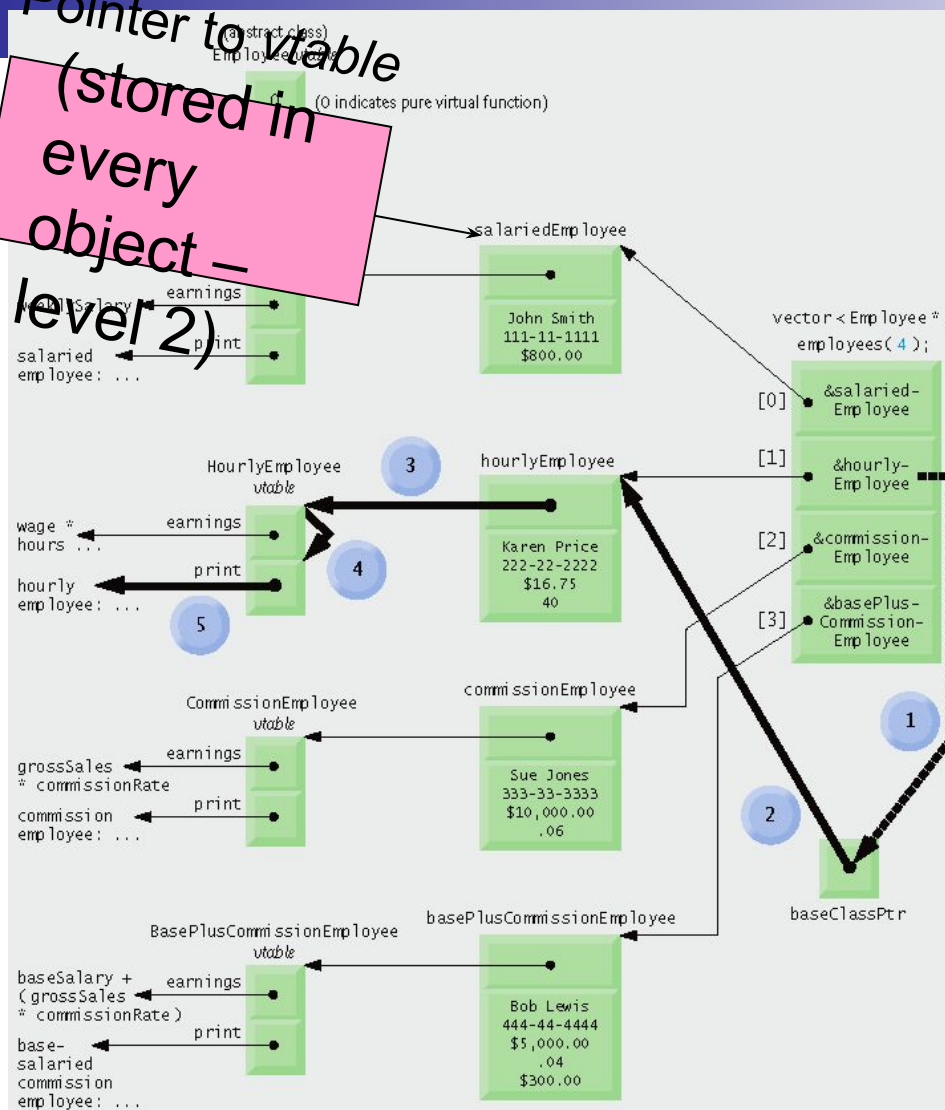 Pointer to vtable
(stored in
every
object –
level 2)
(abstract class)
Employee vtable
(0 indicates pure virtual function)
salariedEmployee
earnings
weeklySalary
print
salaried
employee: ...
John Smith
111-11-1111
$800.00
vector < Employee *
employees( 4 );
[0]
&salaried-
Employee
[1]
&hourly-
Employee
[2]
&commission-
Employee
[3]
&basePlus-
Commission-
Employee
HourlyEmployee
vtable
3
hourlyEmployee
wage *
hours ...
earnings
print
hourly
employee: ...
4
5
Karen Price
222-22-2222
$16.75
40
CommissionEmployee
vtable
commissionEmployee
earnings
grossSales
* commissionRate
print
commission
employee: ...
Sue Jones
333-33-3333
$10,000.00
.06
1
2
baseClassPtr
BasePlusCommissionEmployee
vtable
basePlusCommissionEmployee
baseSalary +
(grossSales
* commissionRate)
earnings
print
base-
salaried
commission
employee: ...
Bob Lewis
444-44-4444
$5,000.00
.04
$300.00